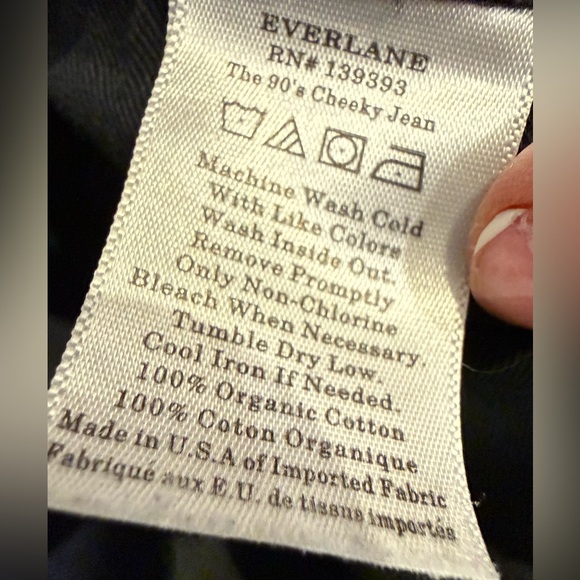 EVERLANE
RN# 139393
The 90's Cheeky Jean
Machine Wash Cold
With Like Colors
Wash Inside Out.
Remove Promptly
Only Non-Chlorine
Bleach When Necessary.
Tumble Dry Low.
Cool Iron If Needed.
100% Organic Cotton
100% Coton Organique
Made in U.S.A of Imported Fabric
Fabrique aux E.U. de tissus importés